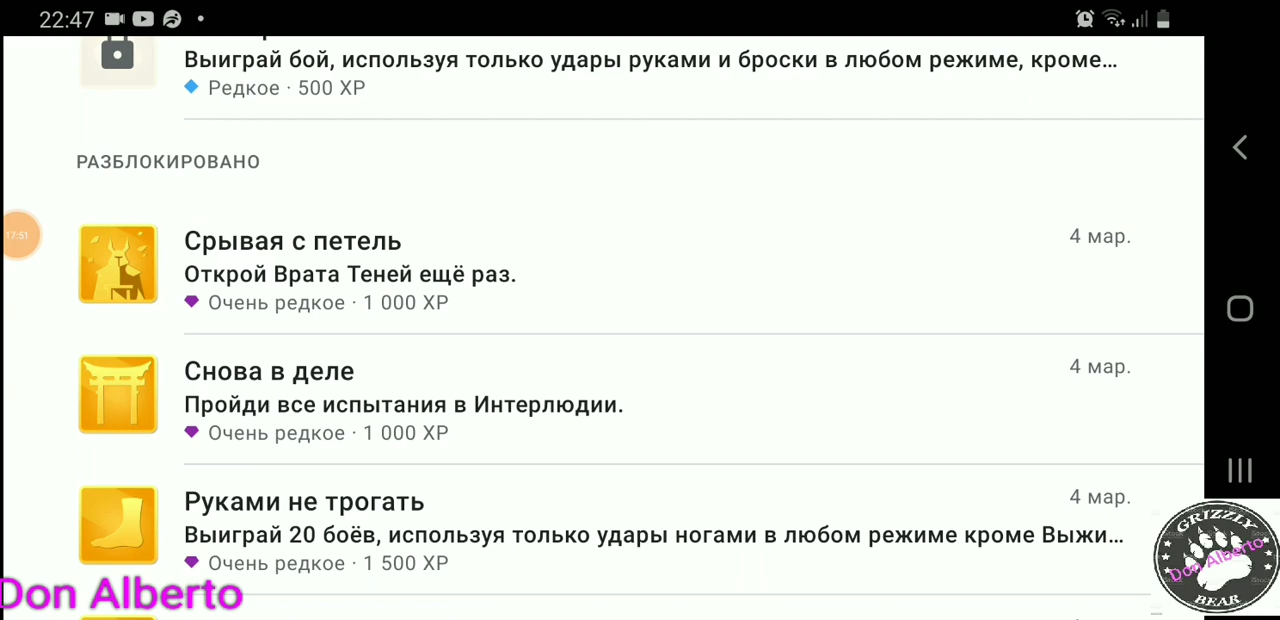 22:47
Выиграй бой, используя только удары руками и броски в любом режиме, кроме...
Редкое · 500 XP
РАЗБЛОКИРОВАНО
17:51
Срывая с петель
4 мар.
Открой Врата Теней ещё раз.
Очень редкое · 1 000 XP
Снова в деле
4 мар.
Пройди все испытания в Интерлюдии.
Очень редкое · 1 000 XP
Руками не трогать
4 мар.
Выиграй 20 боёв, используя только удары ногами в любом режиме кроме Выжи...
Очень редкое · 1 500 XP
Don Alberto
GRIZZLY
Don Alberto
BEAR